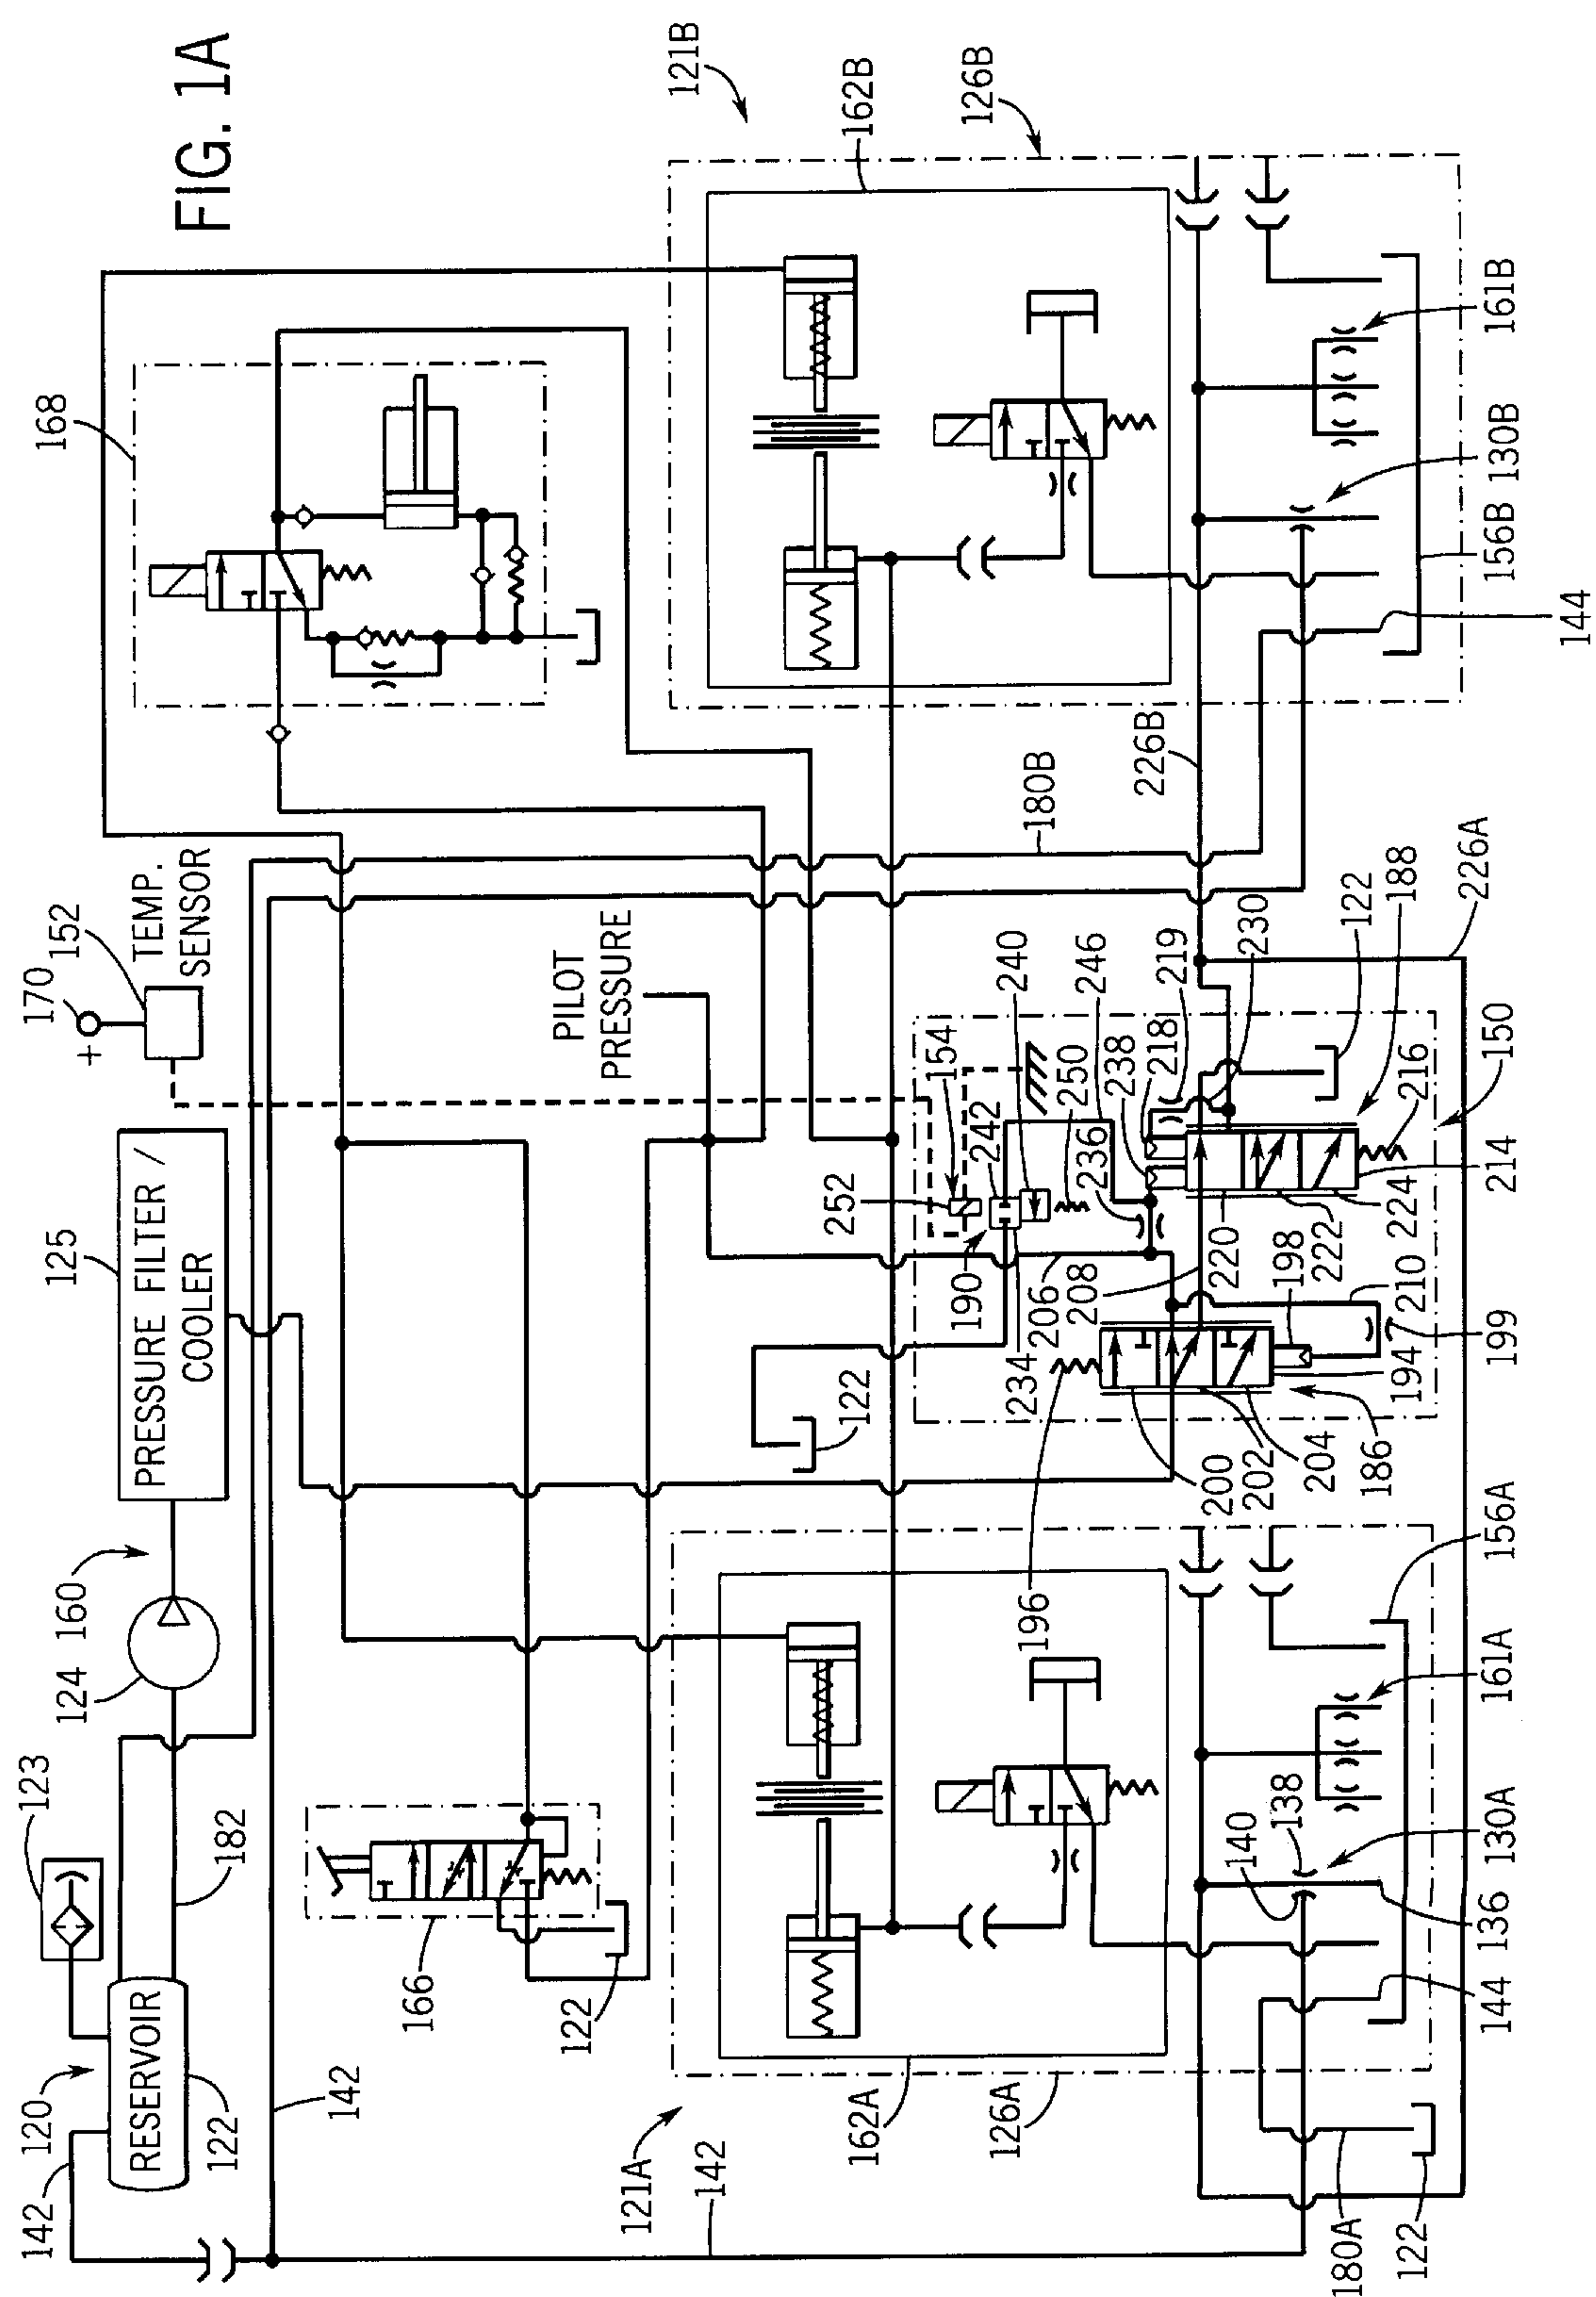 FIG. 1A
121B
162B
126B
168
161B
130B
156B
144
226B
180B
226A
170
152
TEMP.
SENSOR
PILOT
PRESSURE
122
188
230
219
246
240
218
238
154
250
242
236
150
216
214
252
190
206
208
220
222
224
198
210
199
234
194
125
PRESSURE FILTER /
COOLER
122
200
202
204
186
196
156A
160
124
161A
138
140
130A
136
144
123
182
166
122
120
RESERVOIR
122
142
142
121A
142
162A
126A
180A
122